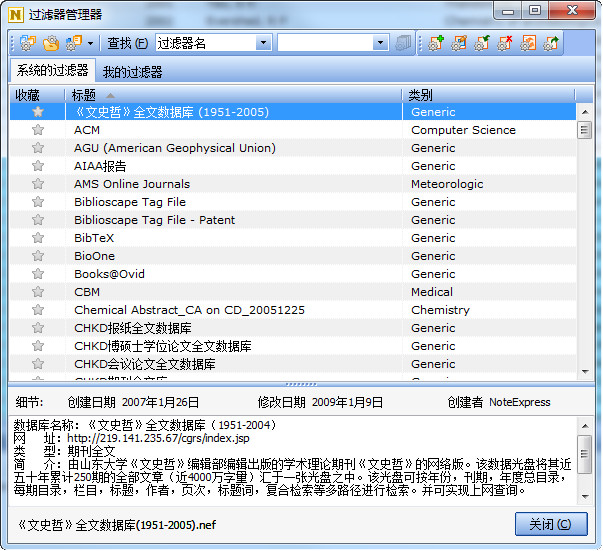 过滤器管理器
查找 (F) 过滤器名
系统的过滤器 我的过滤器
收藏 标题 类别
《文史哲》全文数据库 (1951-2005) Generic
ACM Computer Science
AGU (American Geophysical Union) Generic
AIAA报告 Generic
AMS Online Journals Meteorologic
Biblioscape Tag File Generic
Biblioscape Tag File - Patent Generic
BibTeX Generic
BioOne Generic
Books@Ovid Generic
CBM Medical
Chemical Abstract_CA on CD_20051225 Chemistry
CHKD报纸全文数据库 Generic
CHKD博硕士学位论文全文数据库 Generic
CHKD会议论文全文数据库 Generic
CHKD期刊全文库 Generic
细节: 创建日期 2007年1月26日 修改日期 2009年1月9日 创建者 NoteExpress
数据库名称:《文史哲》全文数据库（1951-2004）
网 址:http://219.141.235.67/cgrs/index.jsp
类 型:期刊全文
简 介:由山东大学《文史哲》编辑部编辑出版的学术理论期刊《文史哲》的网络版。该数据光盘将其近
五十年累计250期的全部文章（近4000万字里）汇于一张光盘之中。该光盘可按年份，刊期，年度总目录，
每期目录，栏目，标题，作者，页次，标题词，复合检索等多路径进行检索。并可实现上网查询。
《文史哲》全文数据库(1951-2005).nef
关闭(C)